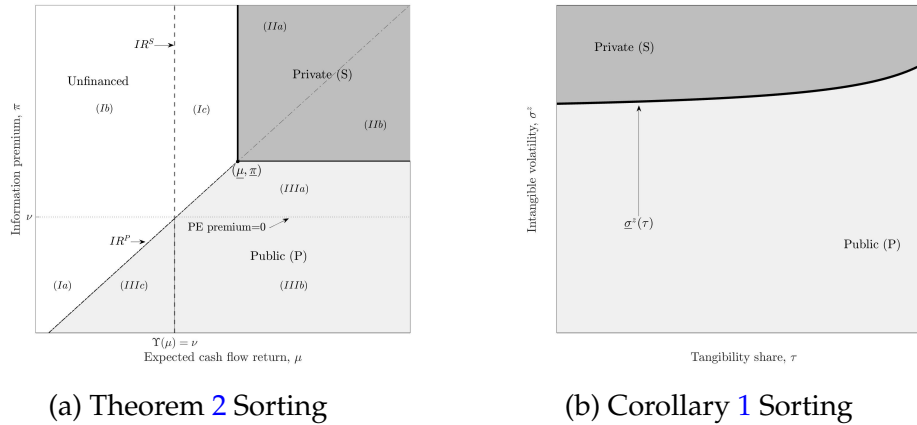 IR^S
(IIa)
Unfinanced
Private (S)
(Ib)
(Ic)
(IIb)
Information premium, π
(μ̲, π̲)
(IIIa)
ν
PE premium=0
IR^P
Public (P)
(Ia)
(IIIc)
(IIIb)
Υ(μ) = ν
Expected cash flow return, μ
(a) Theorem 2 Sorting
Private (S)
Intangible volatility, σ^z
σ̲^z(τ)
Public (P)
Tangibility share, τ
(b) Corollary 1 Sorting